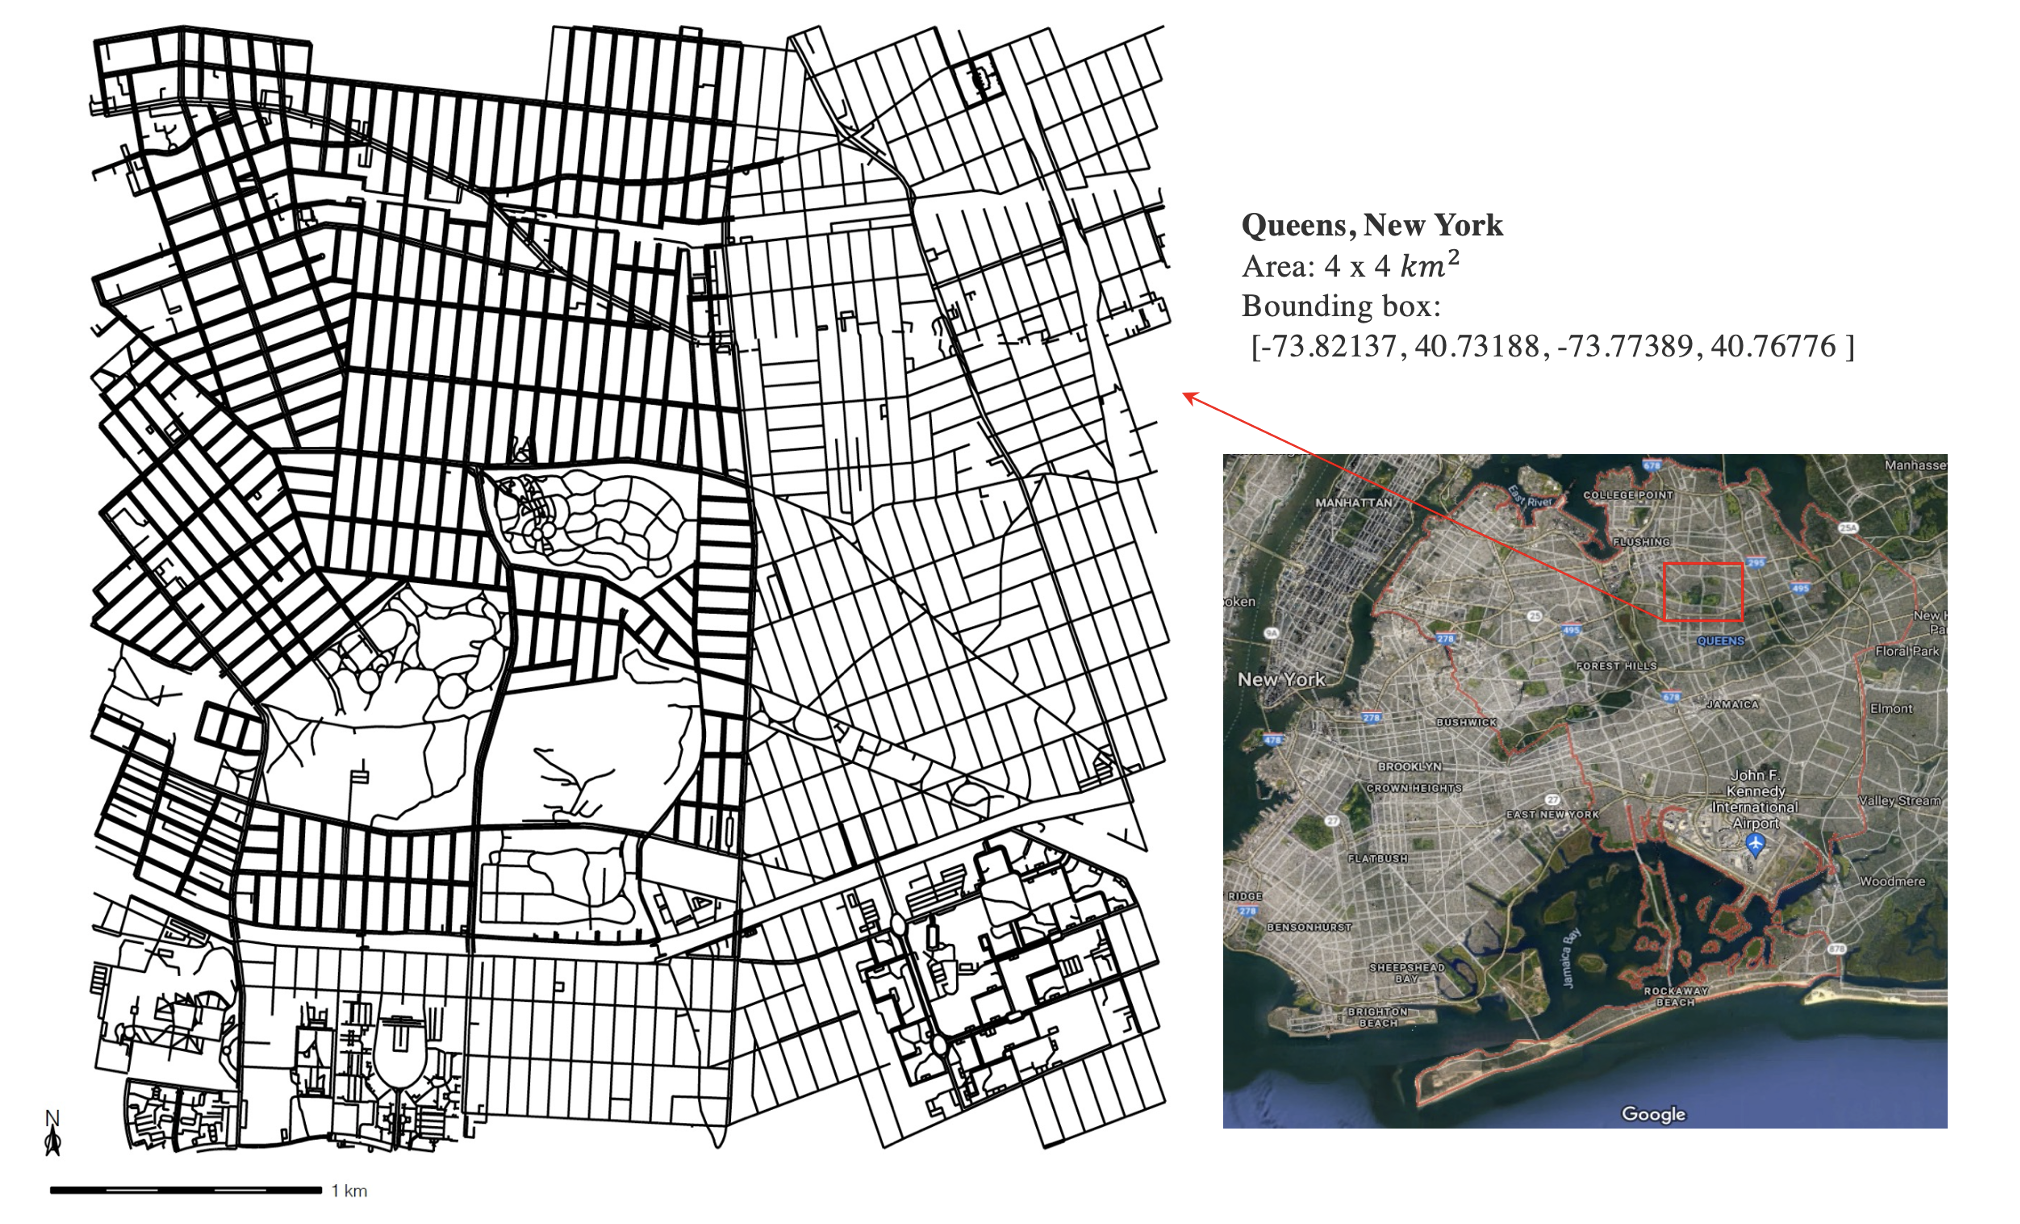 Queens, New York
Area: 4 x 4 km²
Bounding box:
[-73.82137, 40.73188, -73.77389, 40.76776 ]
N
1 km
678
Manhasse
MANHATTAN
East River
COLLEGE POINT
25A
FLUSHING
295
495
oken
9A
25
495
278
New H
Pa
QUEENS
Floral Park
FOREST HILLS
New York
678
JAMAICA
Elmont
278
BUSHWICK
478
BROOKLYN
CROWN HEIGHTS
John F.
Kennedy
International
Airport
27
27
EAST NEW YORK
Valley Stream
FLATBUSH
Woodmere
RIDGE
278
BENSONHURST
Jamaica Bay
878
SHEEPSHEAD
BAY
ROCKAWAY
BEACH
BRIGHTON
BEACH
Google